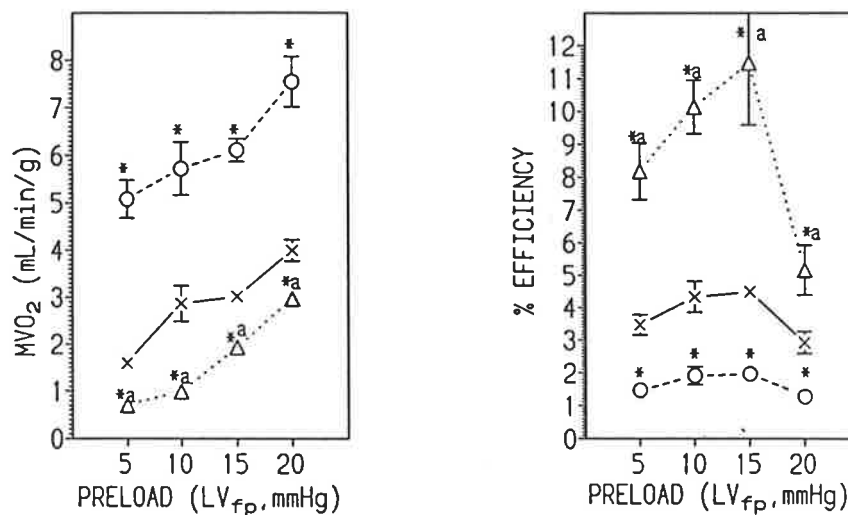 8
7
6
5
4
3
2
1
0
MVO₂ (mL/min/g)
*
*
*
*
*a
*a
*a
*a
5 10 15 20
PRELOAD (LVfp, mmHg)
12
11
10
9
8
7
6
5
4
3
2
1
0
% EFFICIENCY
*a
*a
* a
*a
*
*
*
*
5 10 15 20
PRELOAD (LVfp, mmHg)